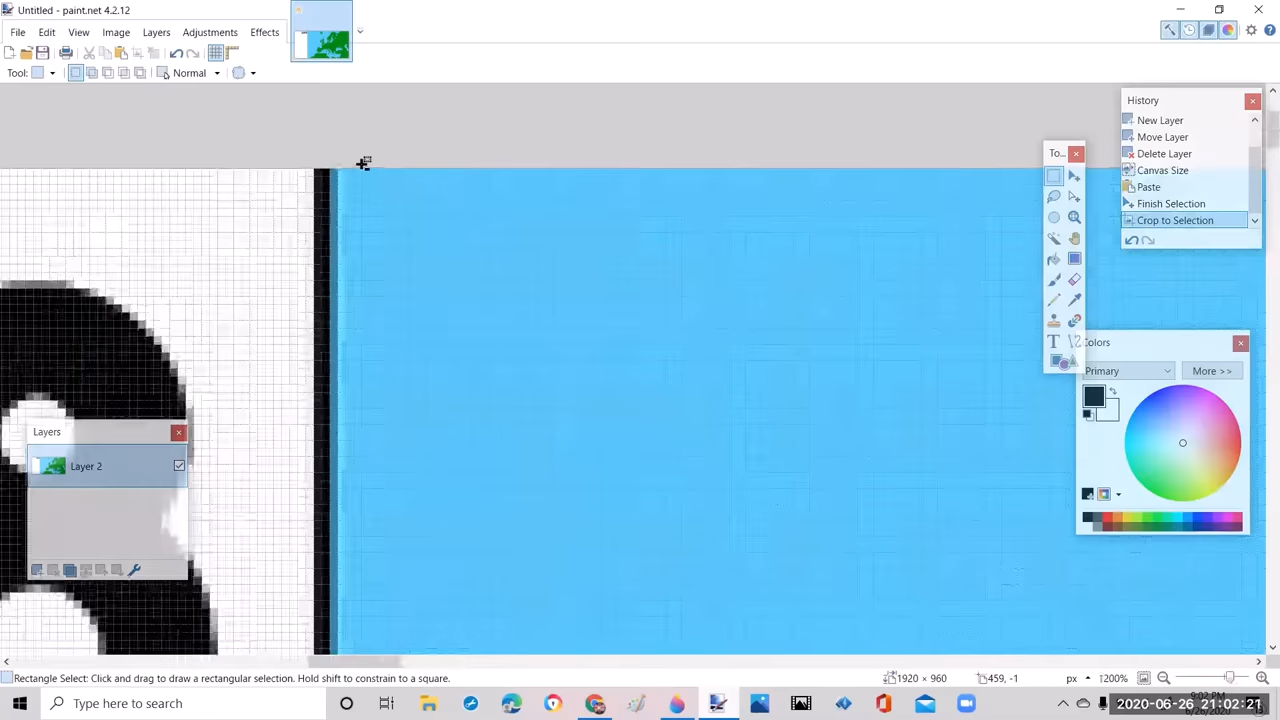 Untitled - paint.net 4.2.12
File Edit View Image Layers Adjustments Effects
Tool: Normal
History
New Layer
Move Layer
Delete Layer
Canvas Size
Paste
Finish Selection
Crop to Selection
To...
Colors
Primary More >>
Layers
Layer 2
Rectangle Select: Click and drag to draw a rectangular selection. Hold shift to constrain to a square.
1920 × 960 459, -1 px 1200%
Type here to search
9:02 PM
2020-06-26 21:02:21